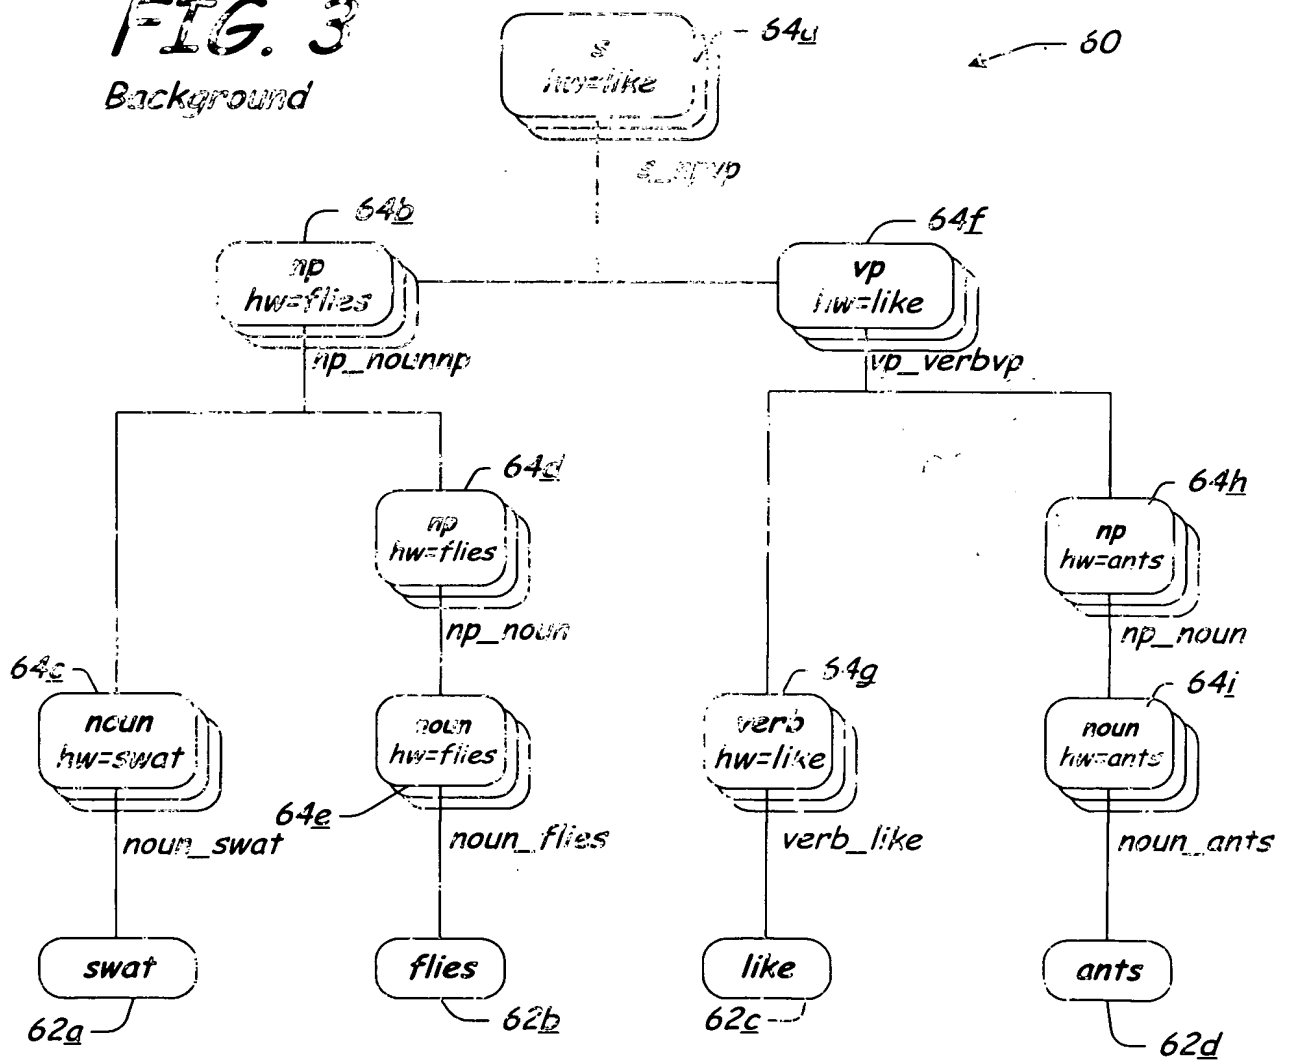 FIG. 3
Background
s
hw=like
64a
60
s_npvp
64b
np
hw=flies
np_nounnp
64f
vp
hw=like
vp_verbvp
64d
np
hw=flies
np_noun
64h
np
hw=ants
np_noun
64c
noun
hw=swat
noun_swat
64e
noun
hw=flies
noun_flies
64g
verb
hw=like
verb_like
64i
noun
hw=ants
noun_ants
swat
62a
flies
62b
like
62c
ants
62d